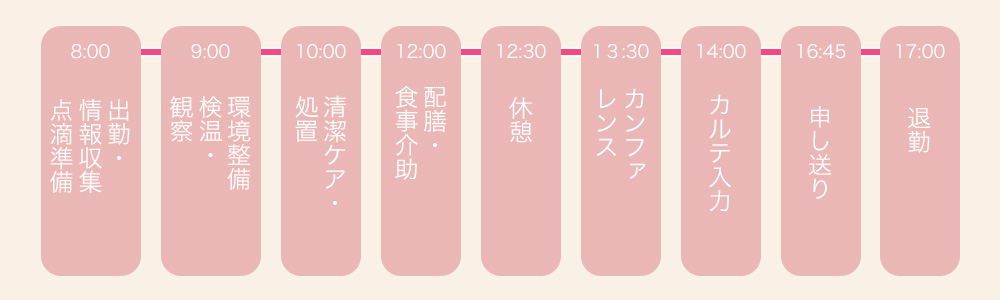 8:00
出勤・
情報収集
点滴準備
9:00
環境整備
検温・
観察
10:00
清潔ケア・
処置
12:00
配膳・
食事介助
12:30
休憩
13:30
カンファ
レンス
14:00
カルテ入力
16:45
申し送り
17:00
退勤